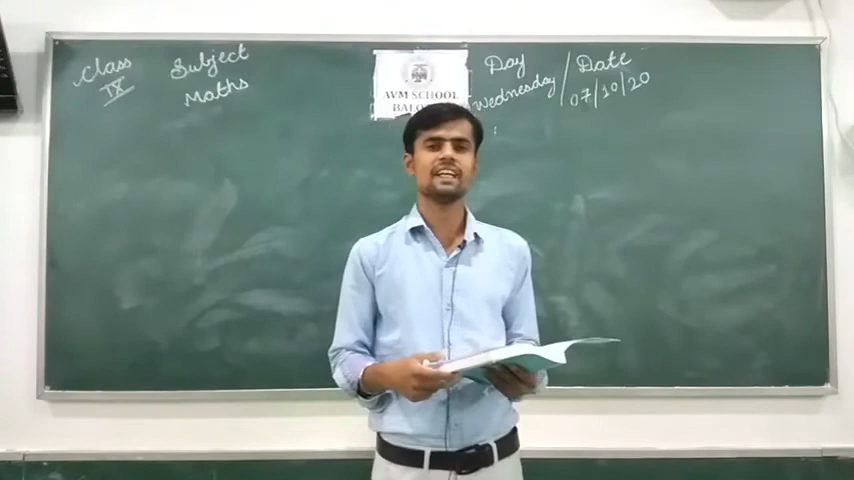 Class
IX
Subject
Maths
AVM SCHOOL
Day
Wednesday
/
Date
07/10/20